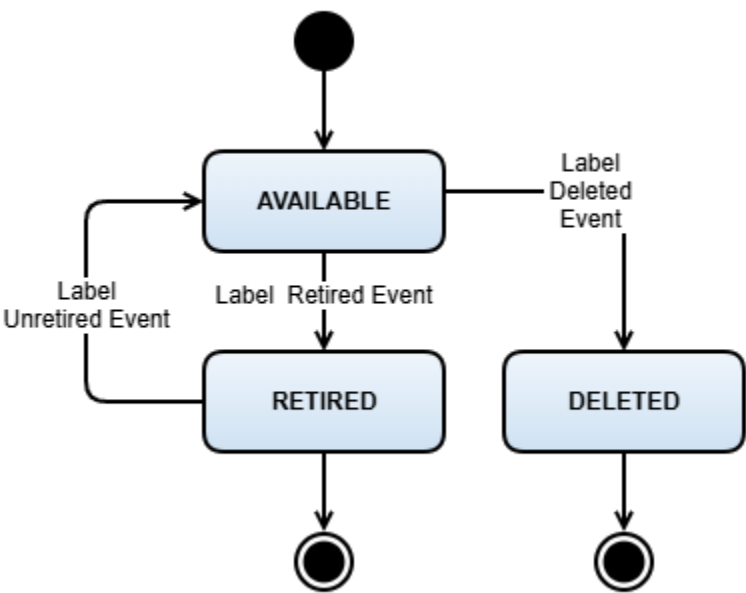 AVAILABLE
Label
Deleted
Event
Label
Unretired Event
Label  Retired Event
RETIRED
DELETED